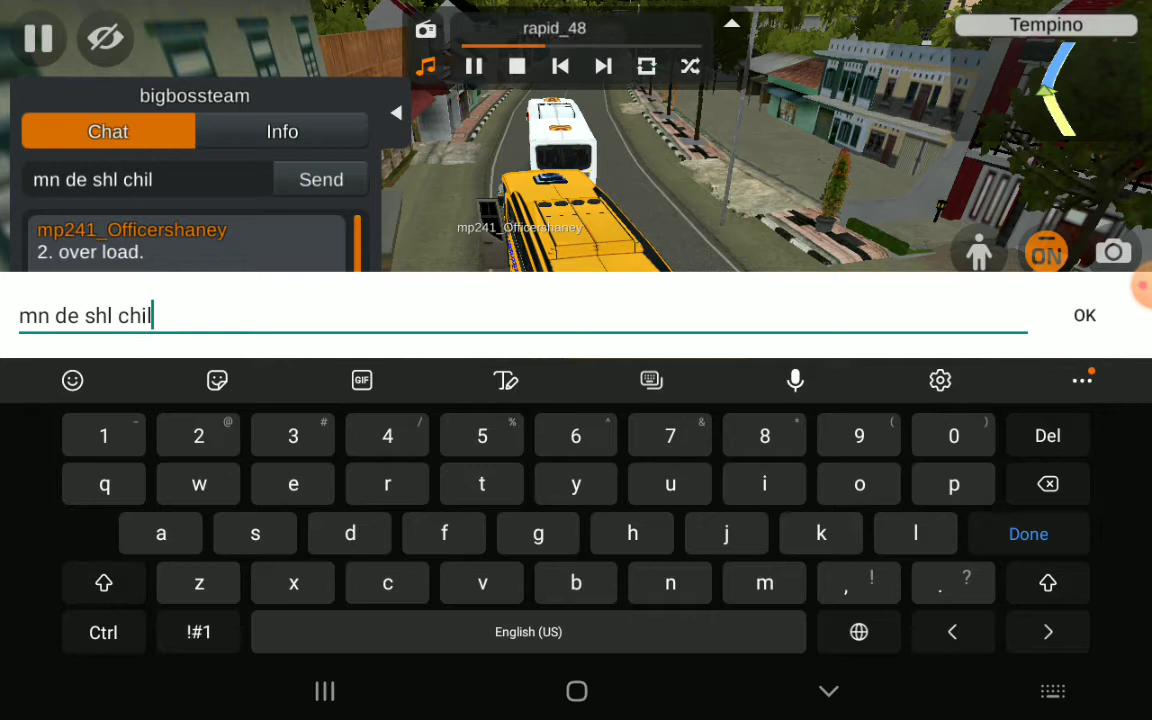 rapid_48
Tempino
bigbossteam
Chat
Info
mn de shl chil
Send
mp241_Officershaney
2. over load.
mp241_Officershaney
ON
mn de shl chil
OK
GIF
1 - 2 @ 3 # 4 / 5 % 6 ^ 7 & 8 * 9 ( 0 ) Del
q w e r t y u i o p
a s d f g h j k l Done
z x c v b n m , ! . ?
Ctrl !#1 English (US) < >